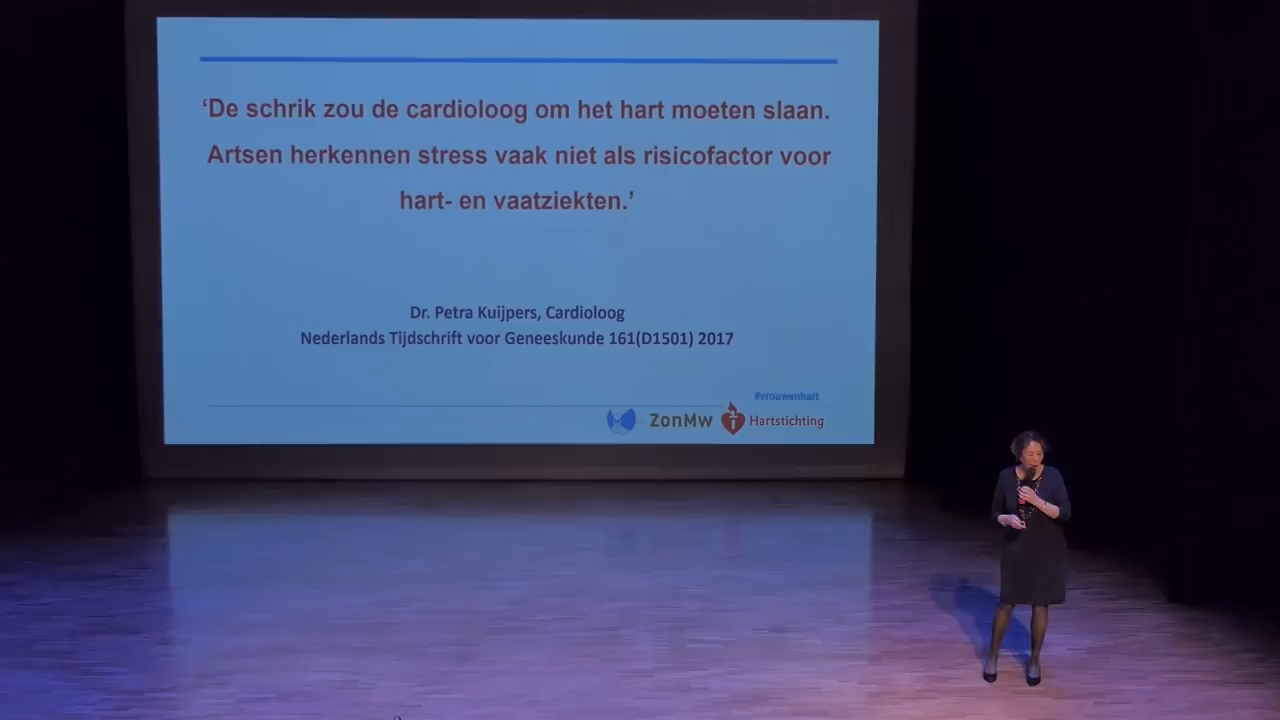 ‘De schrik zou de cardioloog om het hart moeten slaan.
Artsen herkennen stress vaak niet als risicofactor voor
hart- en vaatziekten.’
Dr. Petra Kuijpers, Cardioloog
Nederlands Tijdschrift voor Geneeskunde 161(D1501) 2017
#vrouwenhart
ZonMw Hartstichting